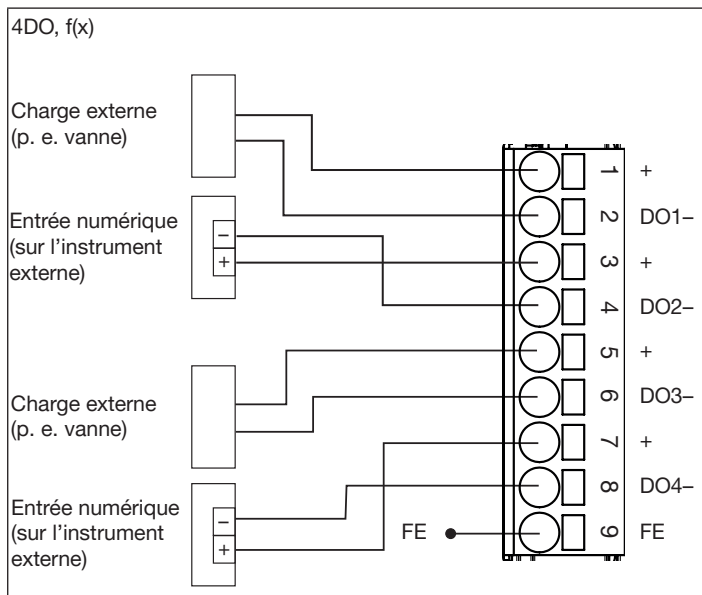 4DO, f(x)
Charge externe
(p. e. vanne)
Entrée numérique
(sur l'instrument
externe)
−
+
Charge externe
(p. e. vanne)
Entrée numérique
(sur l'instrument
externe)
−
+
FE
1 +
2 DO1–
3 +
4 DO2–
5 +
6 DO3–
7 +
8 DO4–
9 FE